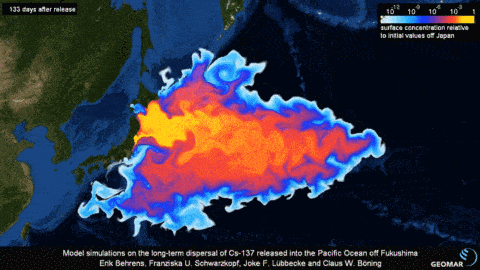 133 days after release
10⁻¹² 10⁻⁹ 10⁻⁶ 10⁻³ 1
surface concentration relative
to initial values off Japan
Model simulations on the long-term dispersal of Cs-137 released into the Pacific Ocean off Fukushima
Erik Behrens, Franziska U. Schwarzkopf, Joke F. Lübbecke and Claus W. Böning
GEOMAR